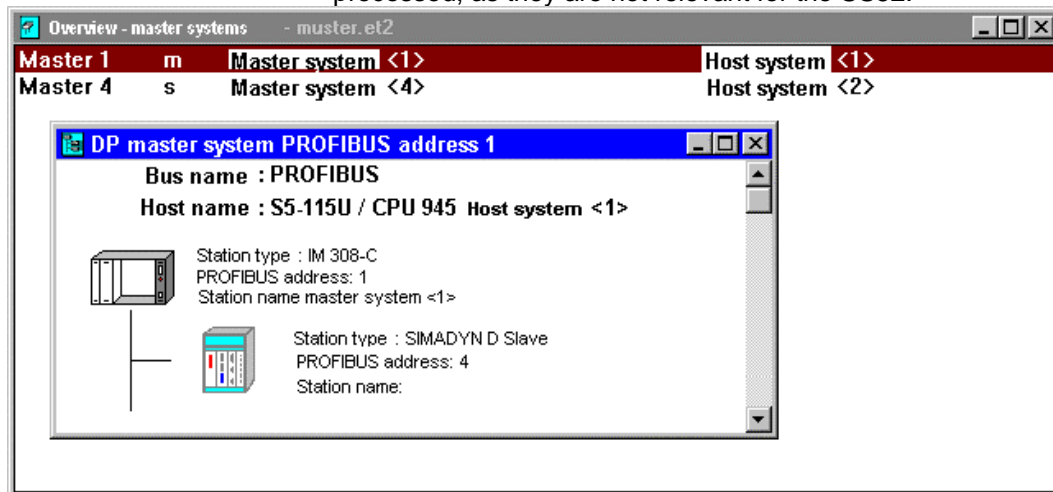 processed, as they are not relevant for the SS52.
Overview - master systems - muster.et2
Master 1 m Master system <1> Host system <1>
Master 4 s Master system <4> Host system <2>
DP master system PROFIBUS address 1
Bus name : PROFIBUS
Host name : S5-115U / CPU 945 Host system <1>
Station type : IM 308-C
PROFIBUS address: 1
Station name master system <1>
Station type : SIMADYN D Slave
PROFIBUS address: 4
Station name: